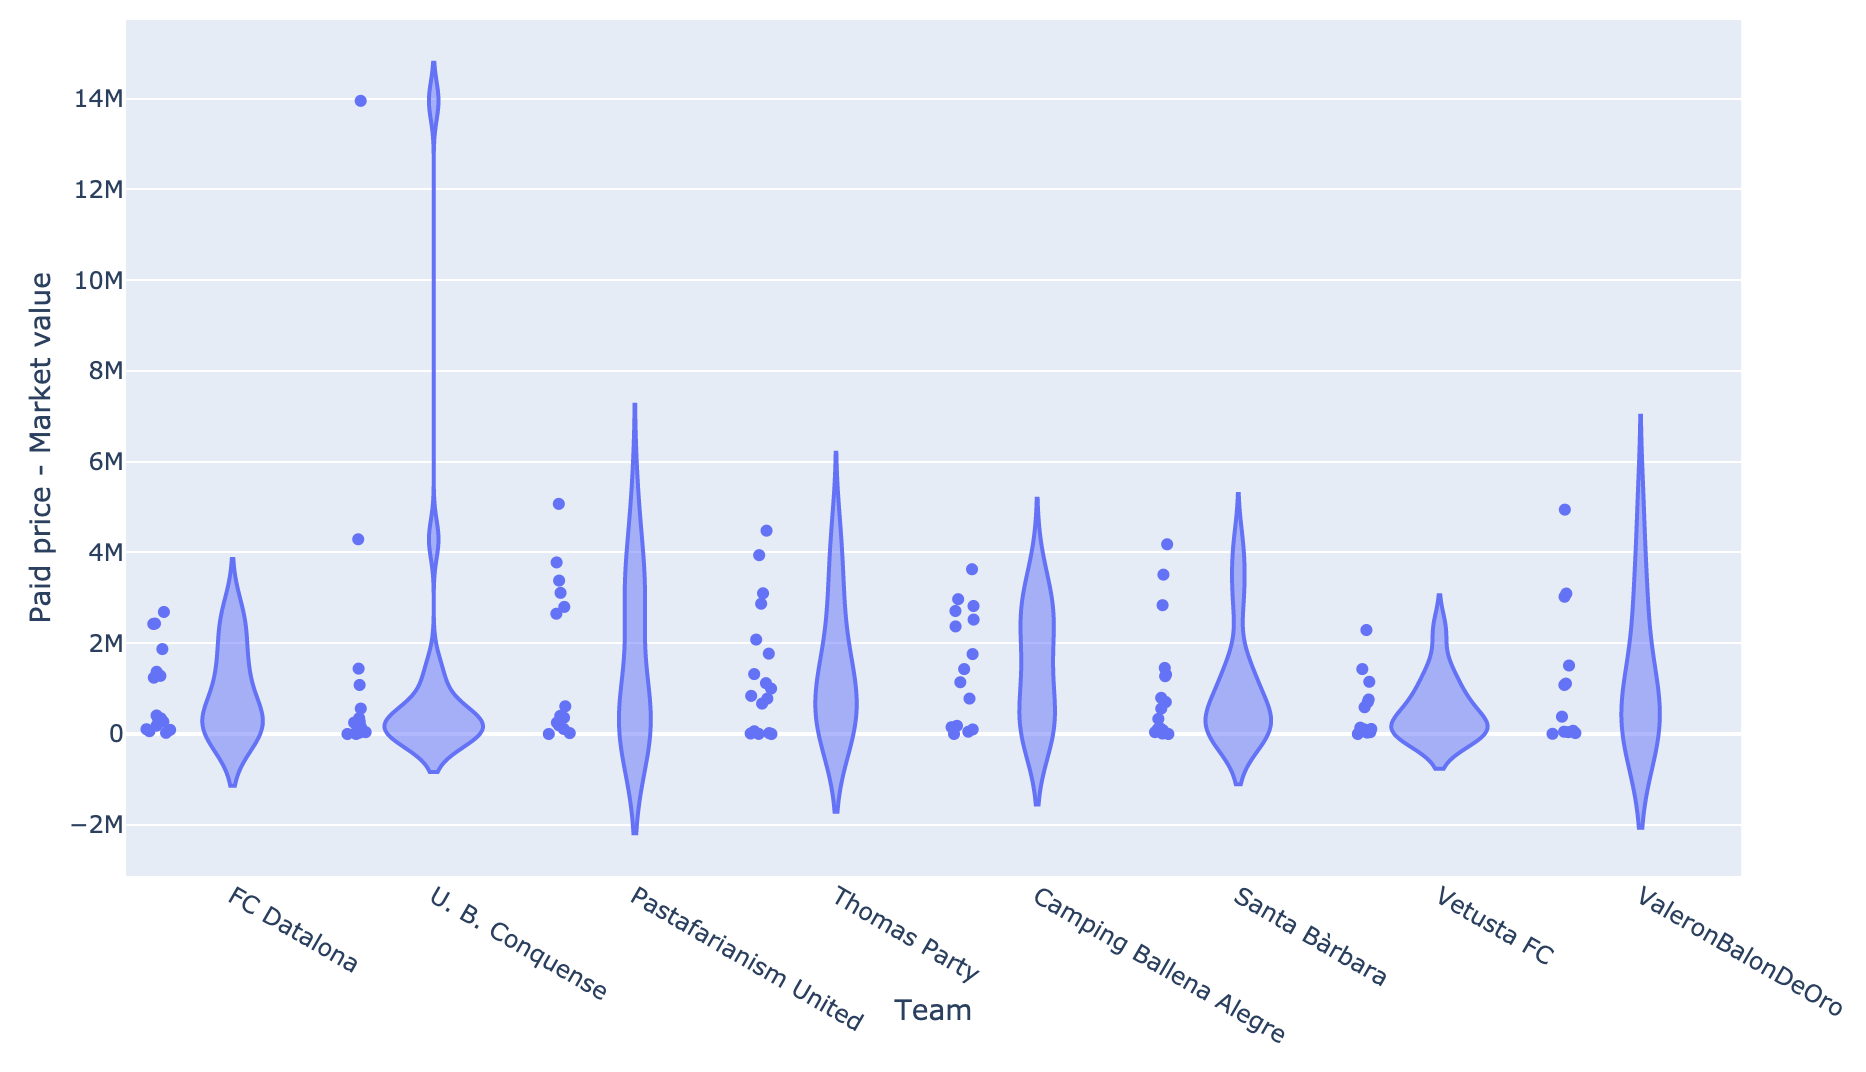 14M
12M
10M
8M
6M
4M
2M
0
−2M
Paid price - Market value
FC Datalona
U. B. Conquense
Pastafarianism United
Thomas Party
Camping Ballena Alegre
Santa Bàrbara
Vetusta FC
ValeronBalonDeOro
Team